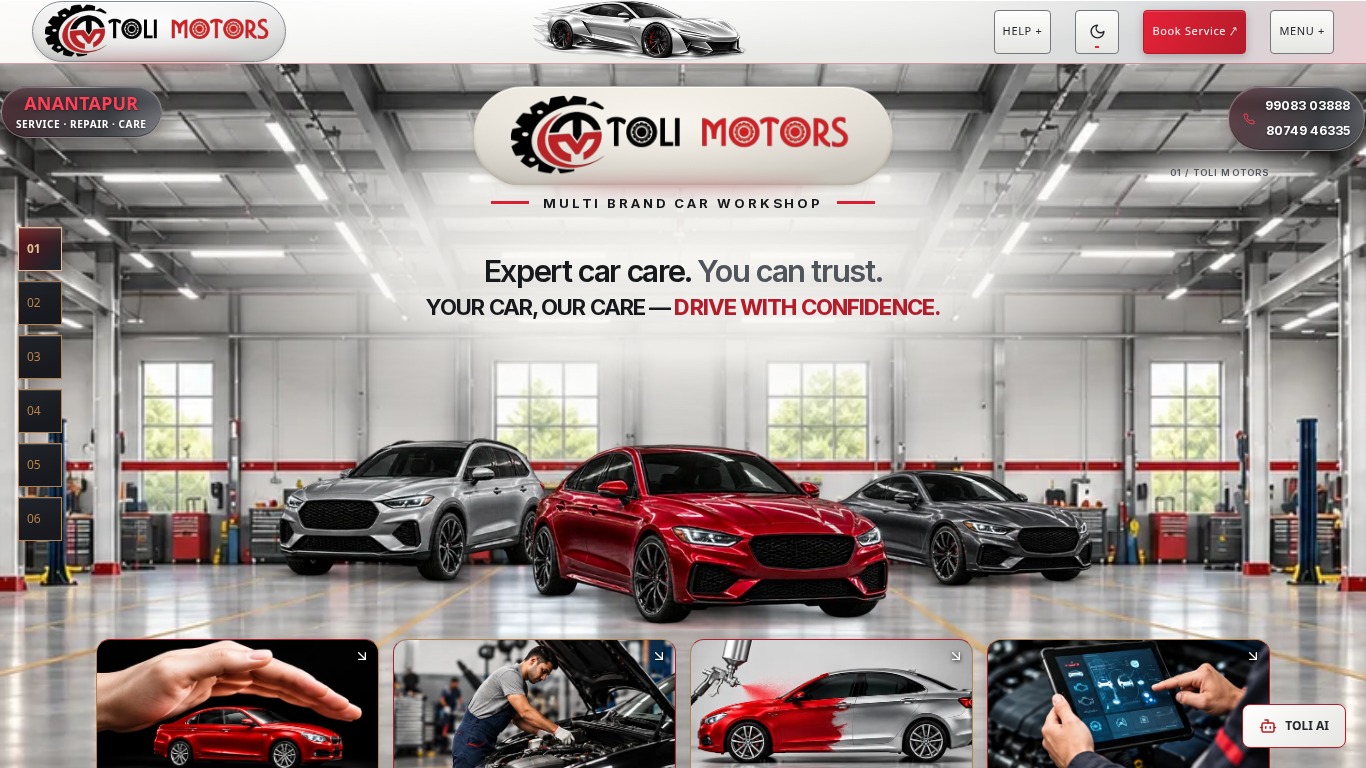 TOLI MOTORS
HELP +
Book Service ↗
MENU +
ANANTAPUR
SERVICE · REPAIR · CARE
TOLI MOTORS
99083 03888
80749 46335
01 / TOLI MOTORS
MULTI BRAND CAR WORKSHOP
Expert car care. You can trust.
YOUR CAR, OUR CARE — DRIVE WITH CONFIDENCE.
01
02
03
04
05
06
TOLI AI